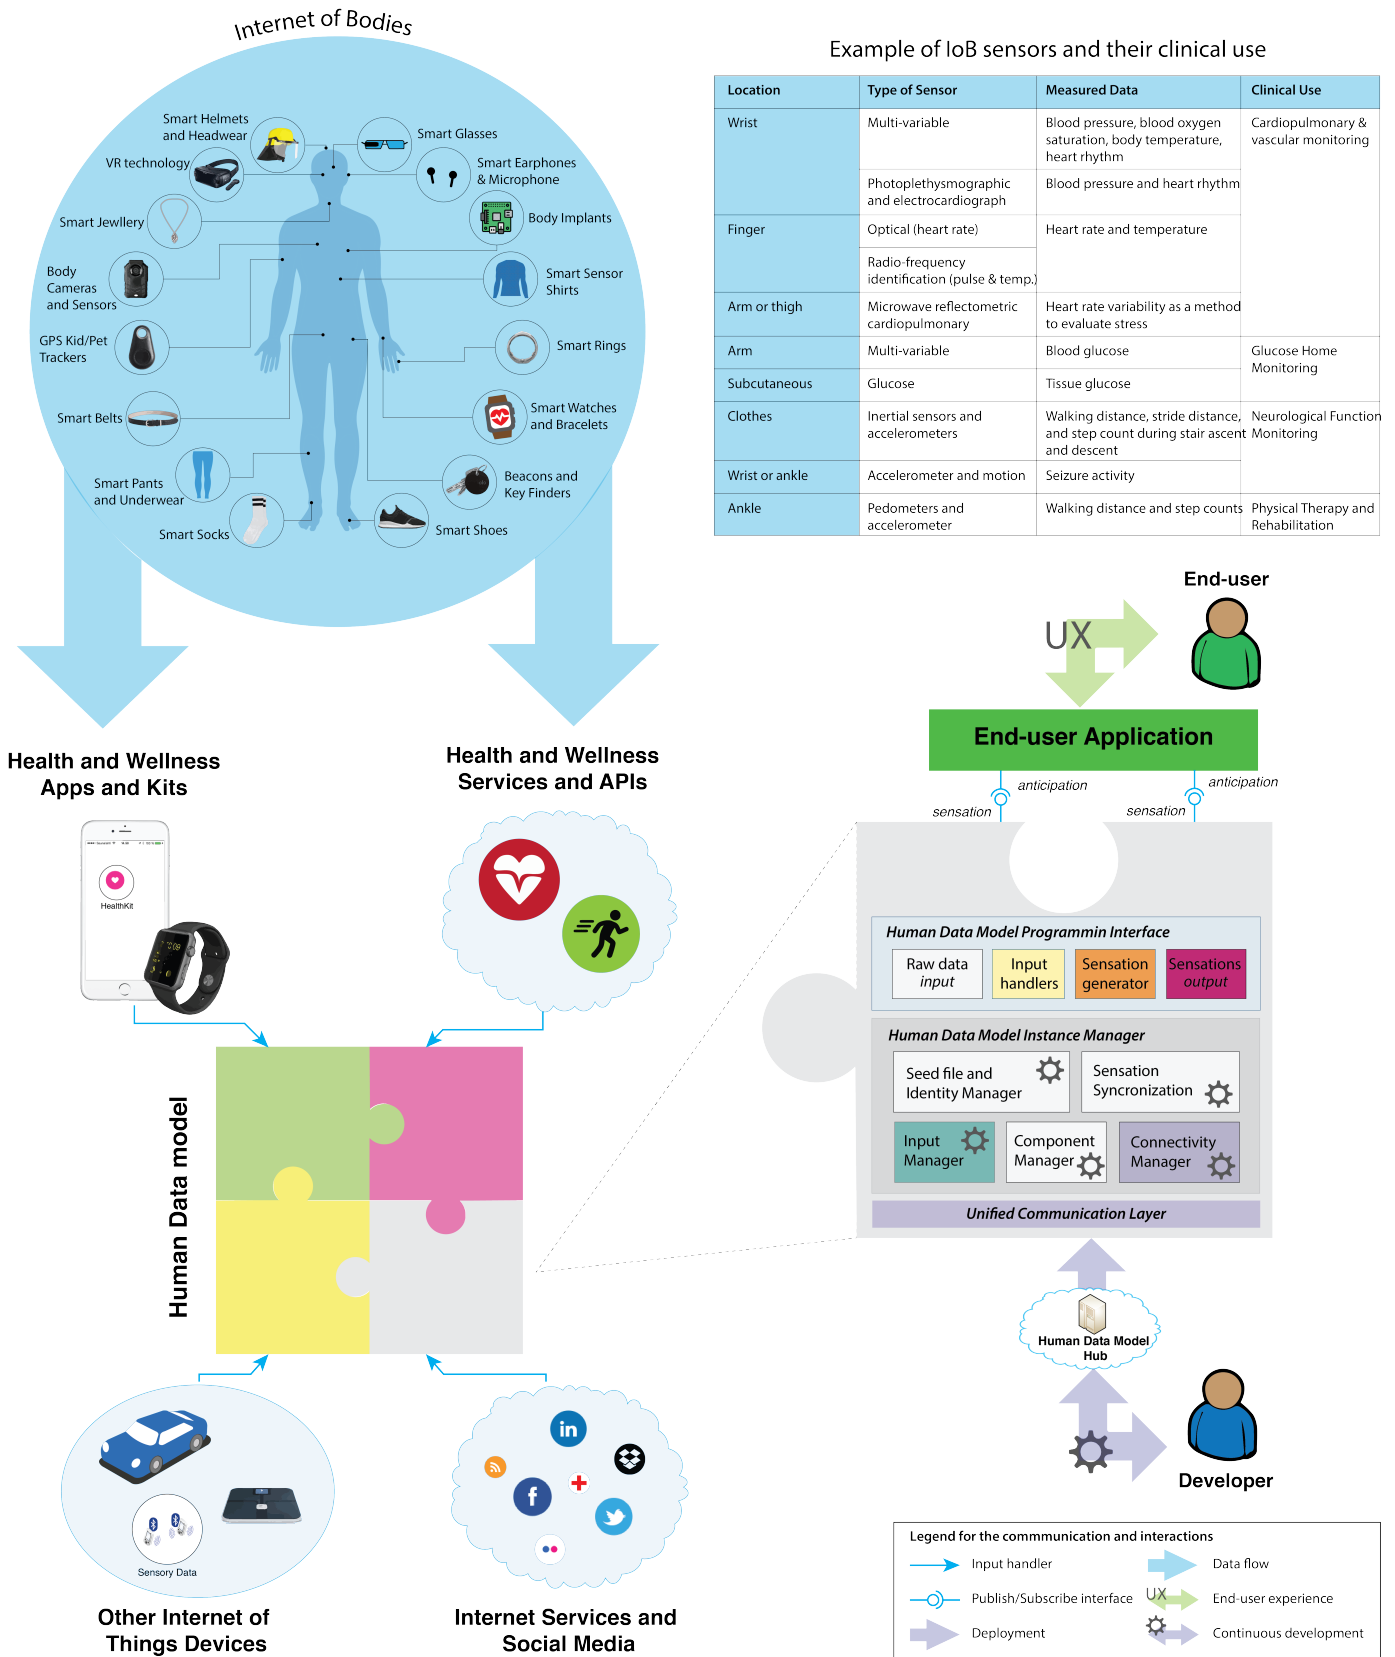 Internet of Bodies
Smart Helmets
and Headwear
Smart Glasses
VR technology
Smart Earphones
& Microphone
Smart Jewllery
Body Implants
Body
Cameras
and Sensors
Smart Sensor
Shirts
GPS Kid/Pet
Trackers
Smart Rings
Smart Belts
Smart Watches
and Bracelets
Smart Pants
and Underwear
Beacons and
Key Finders
Smart Socks
Smart Shoes
Example of IoB sensors and their clinical use
Location Type of Sensor Measured Data Clinical Use
Wrist Multi-variable Blood pressure, blood oxygen Cardiopulmonary &
saturation, body temperature, vascular monitoring
heart rhythm
Photoplethysmographic Blood pressure and heart rhythm
and electrocardiograph
Finger Optical (heart rate) Heart rate and temperature
Radio-frequency
identification (pulse & temp.)
Arm or thigh Microwave reflectometric Heart rate variability as a method
cardiopulmonary to evaluate stress
Arm Multi-variable Blood glucose Glucose Home
Monitoring
Subcutaneous Glucose Tissue glucose
Clothes Inertial sensors and Walking distance, stride distance, Neurological Function
accelerometers and step count during stair ascent Monitoring
and descent
Wrist or ankle Accelerometer and motion Seizure activity
Ankle Pedometers and Walking distance and step counts Physical Therapy and
accelerometer Rehabilitation
End-user
UX
End-user Application
anticipation
sensation
anticipation
sensation
Health and Wellness
Apps and Kits
Health and Wellness
Services and APIs
HealthKit
Human Data model
Human Data Model Programmin Interface
Raw data
input
Input
handlers
Sensation
generator
Sensations
output
Human Data Model Instance Manager
Seed file and
Identity Manager
Sensation
Syncronization
Input
Manager
Component
Manager
Connectivity
Manager
Unified Communication Layer
Human Data Model
Hub
Developer
in
f
Sensory Data
Other Internet of
Things Devices
Internet Services and
Social Media
Legend for the commmunication and interactions
Input handler
Data flow
Publish/Subscribe interface
UX
End-user experience
Deployment
Continuous development